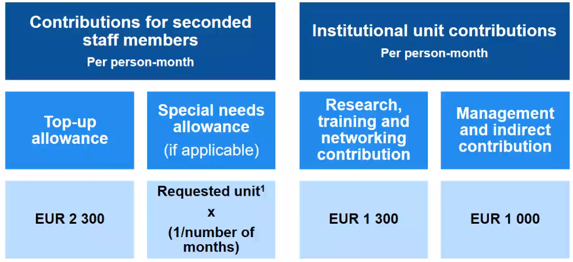 Contributions for seconded
staff members
Per person-month
Institutional unit contributions
Per person-month
Top-up
allowance
Special needs
allowance
(if applicable)
Research,
training and
networking
contribution
Management
and indirect
contribution
EUR 2 300
Requested unit¹
x
(1/number of
months)
EUR 1 300
EUR 1 000